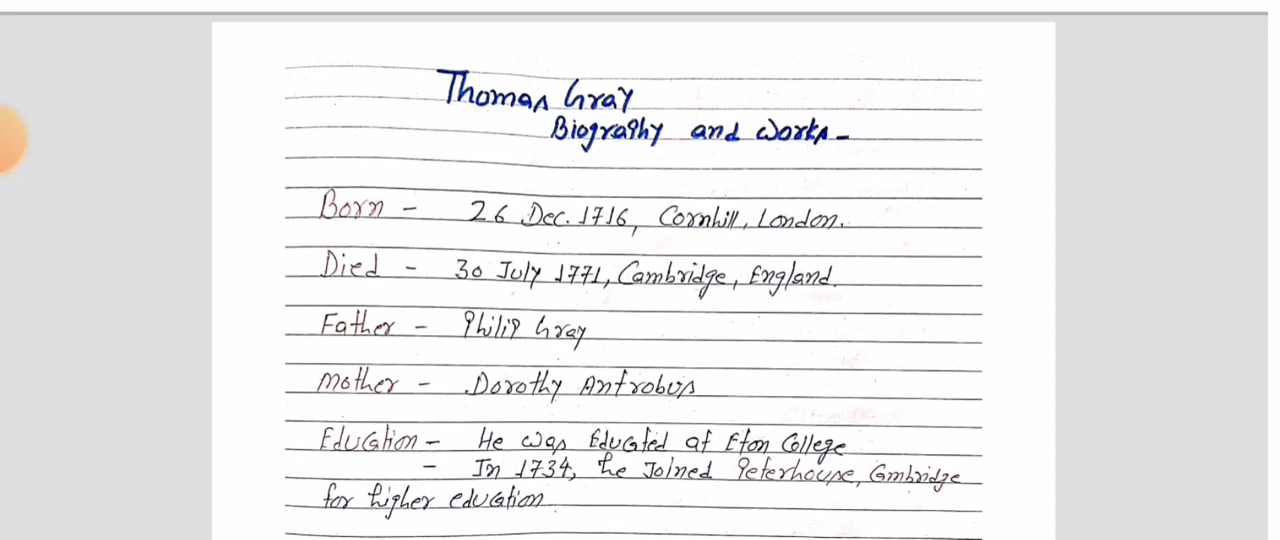 Thomas Gray
Biography and Works -
Born - 26 Dec. 1716, Cornhill, London.
Died - 30 July 1771, Cambridge, England.
Father - Philip Gray
Mother - Dorothy Antrobus
Education - He was Educated at Eton College
- In 1734, he Joined Peterhouse, Cambridge
for higher education